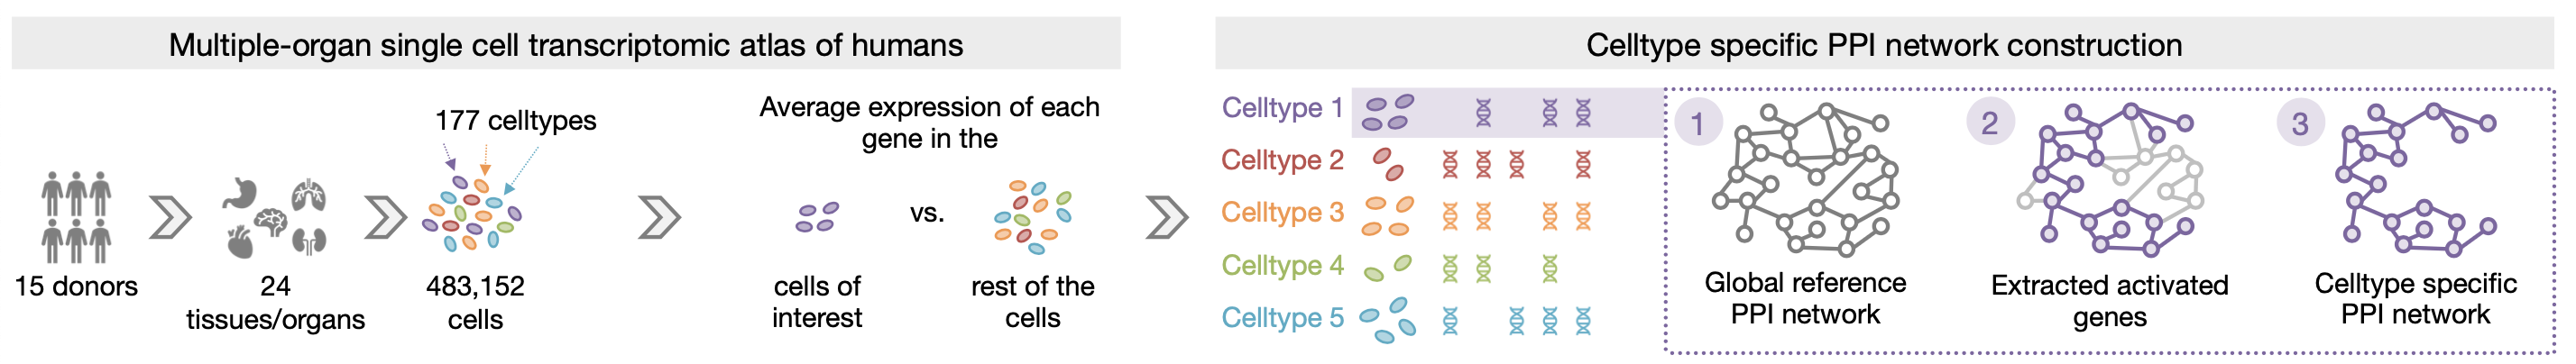 Multiple-organ single cell transcriptomic atlas of humans
15 donors
24
tissues/organs
177 celltypes
483,152
cells
Average expression of each
gene in the
cells of
interest
vs.
rest of the
cells
Celltype specific PPI network construction
Celltype 1
Celltype 2
Celltype 3
Celltype 4
Celltype 5
1
Global reference
PPI network
2
Extracted activated
genes
3
Celltype specific
PPI network